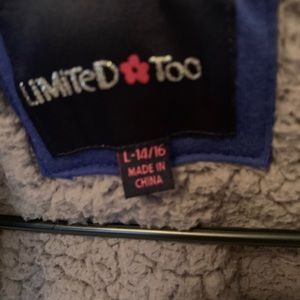 LiMiTeD Too
L-14/16
MADE IN
CHINA